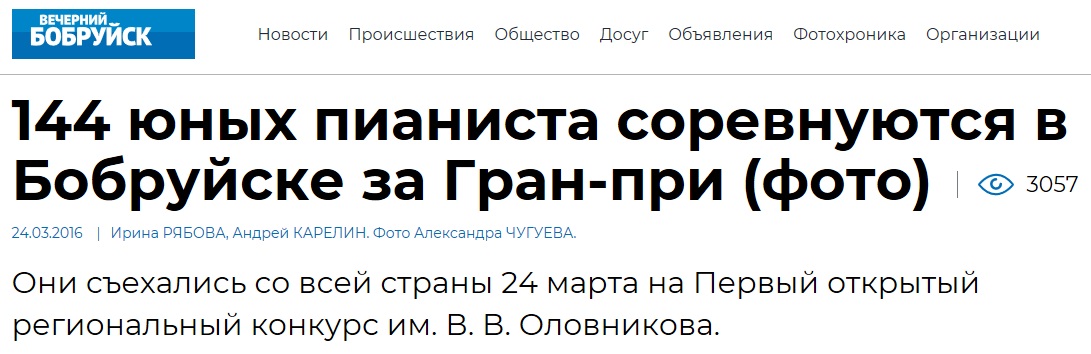 ВЕЧЕРНИЙ
БОБРУЙСК
Новости Происшествия Общество Досуг Объявления Фотохроника Организации
144 юных пианиста соревнуются в
Бобруйске за Гран-при (фото) | 3057
24.03.2016 | Ирина РЯБОВА, Андрей КАРЕЛИН. Фото Александра ЧУГУЕВА.
Они съехались со всей страны 24 марта на Первый открытый
региональный конкурс им. В. В. Оловникова.